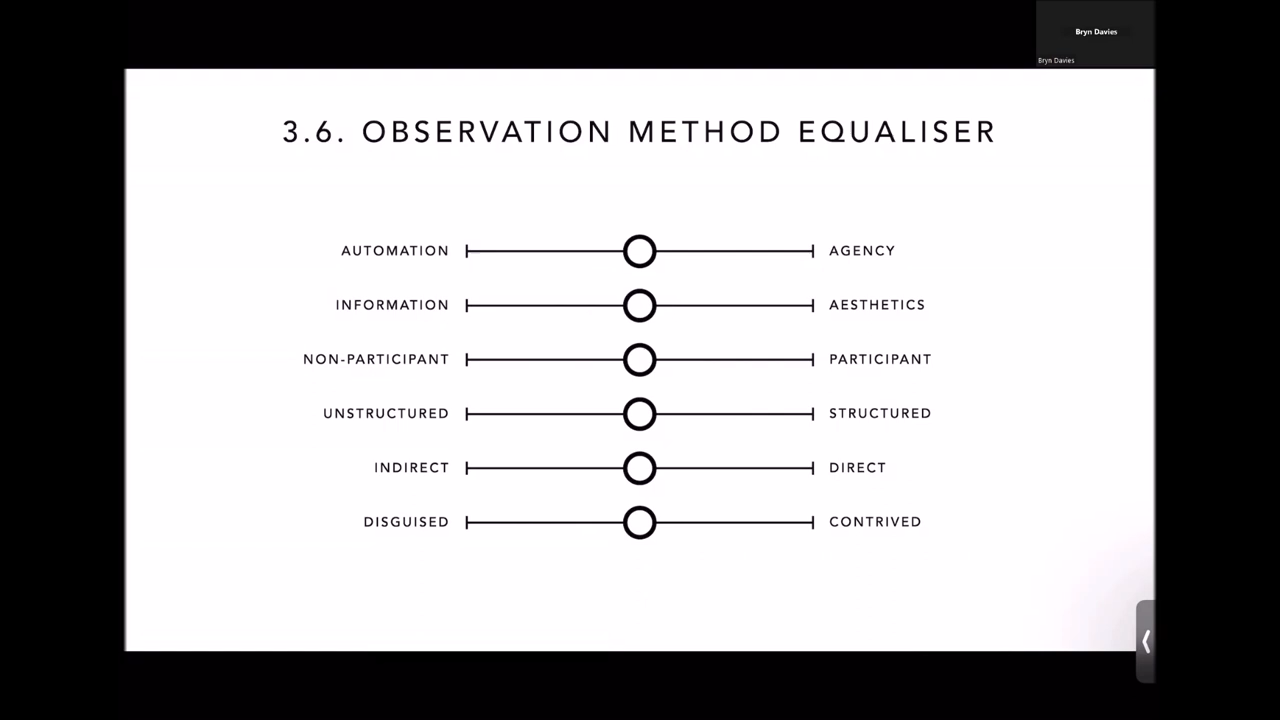 Bryn Davies
Bryn Davies
3.6. OBSERVATION METHOD EQUALISER
AUTOMATION AGENCY
INFORMATION AESTHETICS
NON-PARTICIPANT PARTICIPANT
UNSTRUCTURED STRUCTURED
INDIRECT DIRECT
DISGUISED CONTRIVED